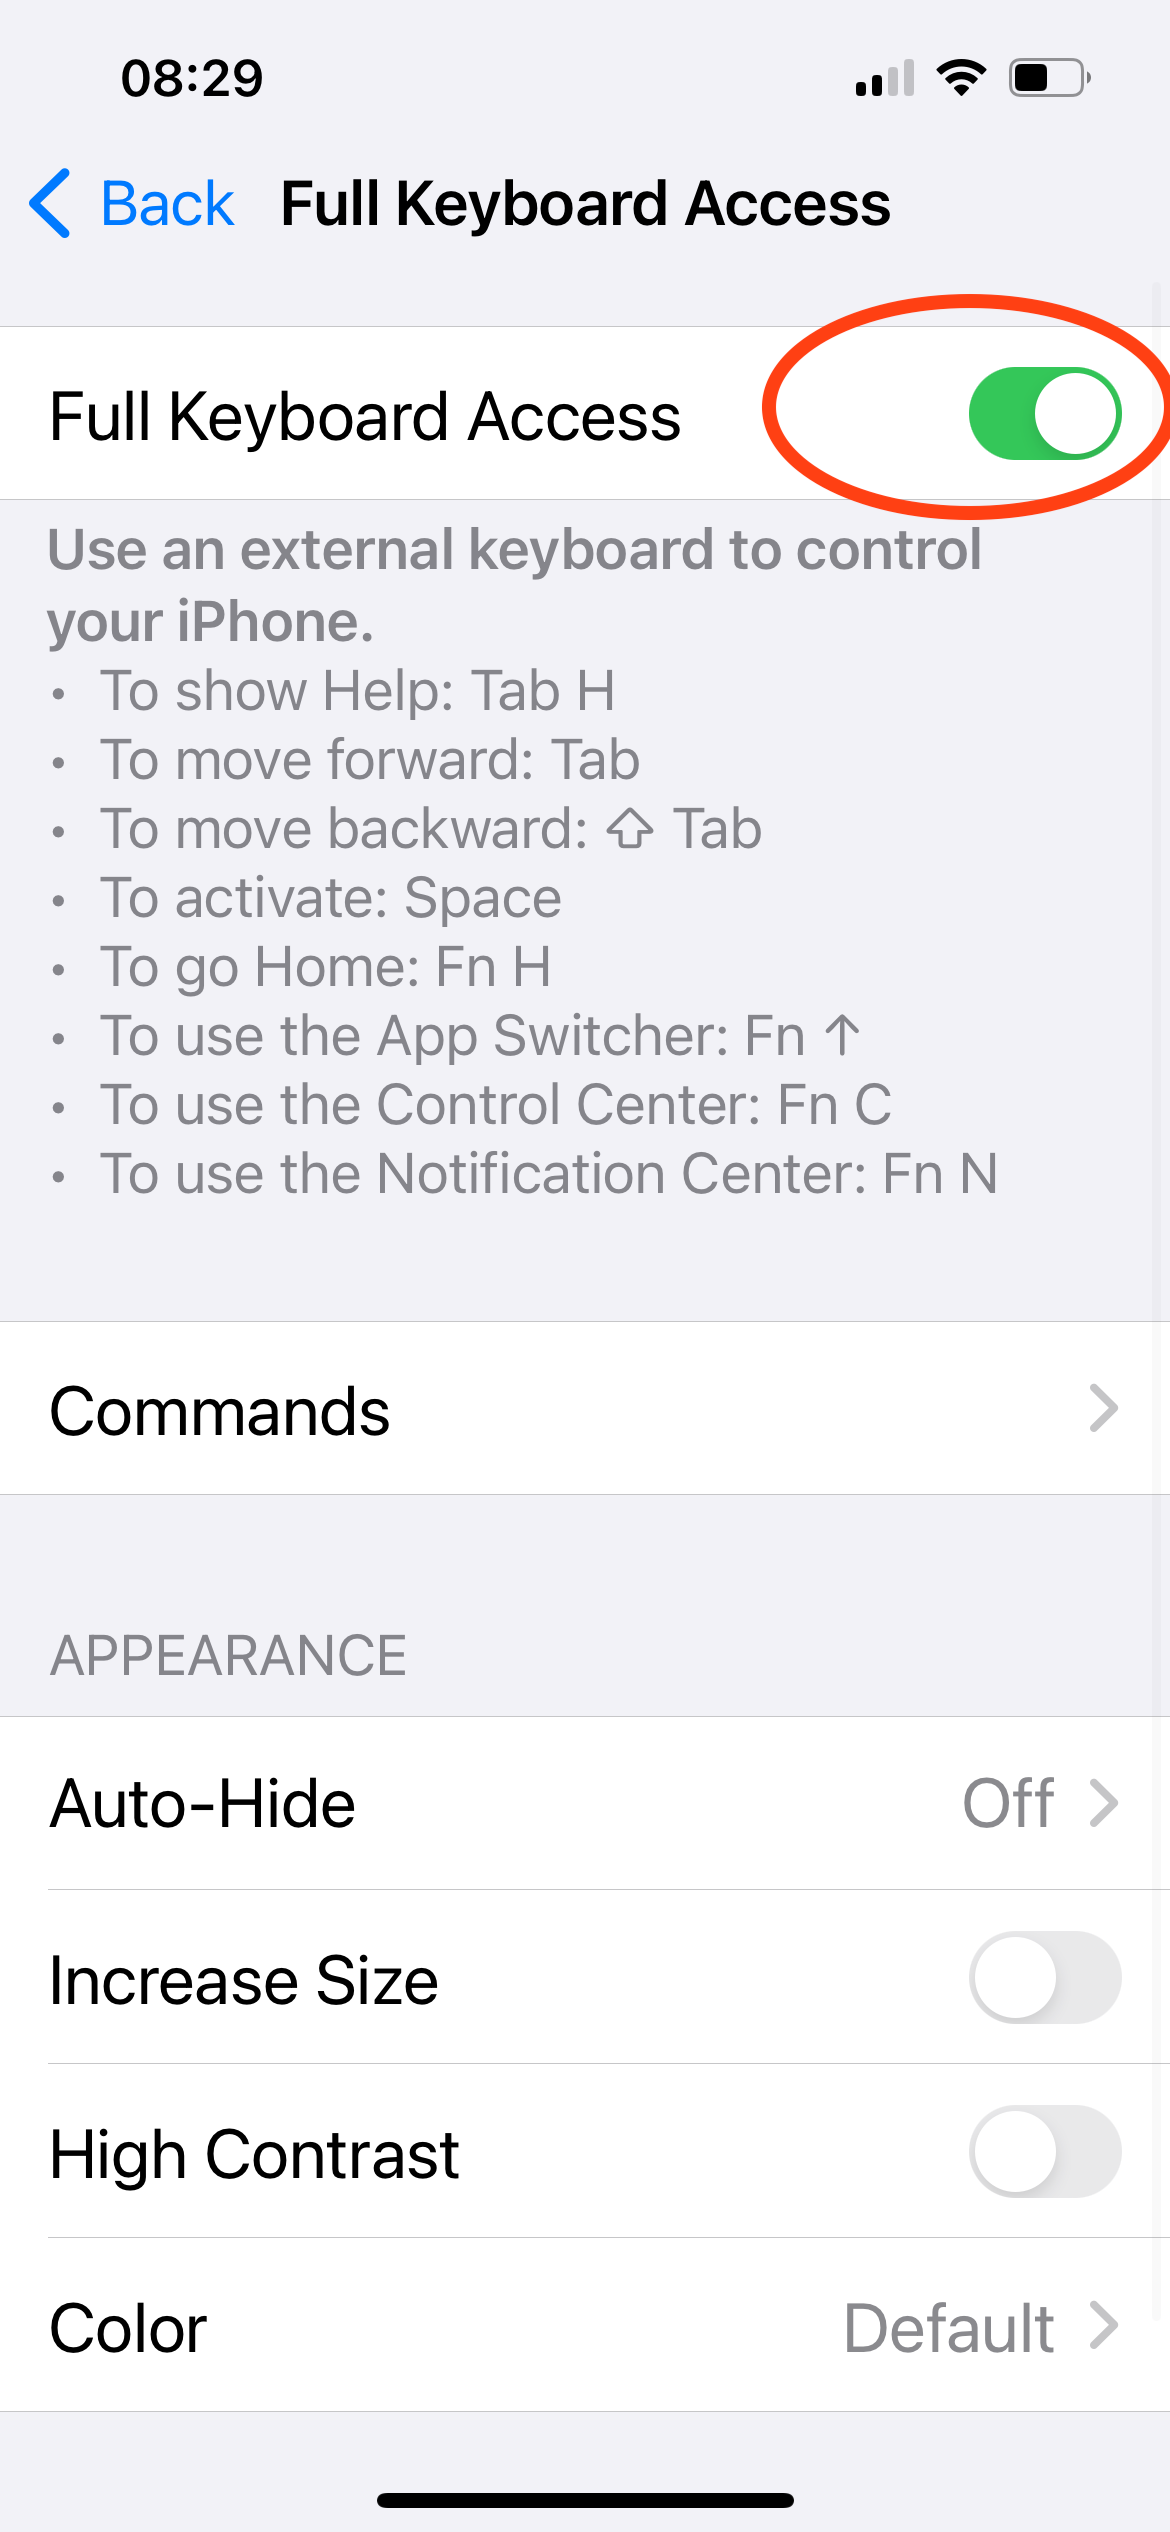 08:29
Back Full Keyboard Access
Full Keyboard Access
Use an external keyboard to control
your iPhone.
• To show Help: Tab H
• To move forward: Tab
• To move backward: ⇧ Tab
• To activate: Space
• To go Home: Fn H
• To use the App Switcher: Fn ↑
• To use the Control Center: Fn C
• To use the Notification Center: Fn N
Commands
APPEARANCE
Auto-Hide Off
Increase Size
High Contrast
Color Default